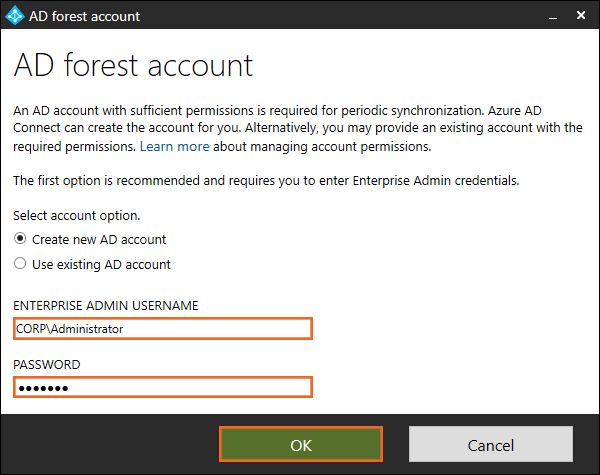 AD forest account
AD forest account
An AD account with sufficient permissions is required for periodic synchronization. Azure AD
Connect can create the account for you. Alternatively, you may provide an existing account with the
required permissions. Learn more about managing account permissions.
The first option is recommended and requires you to enter Enterprise Admin credentials.
Select account option.
Create new AD account
Use existing AD account
ENTERPRISE ADMIN USERNAME
CORP\Administrator
PASSWORD
●●●●●●●
OK
Cancel